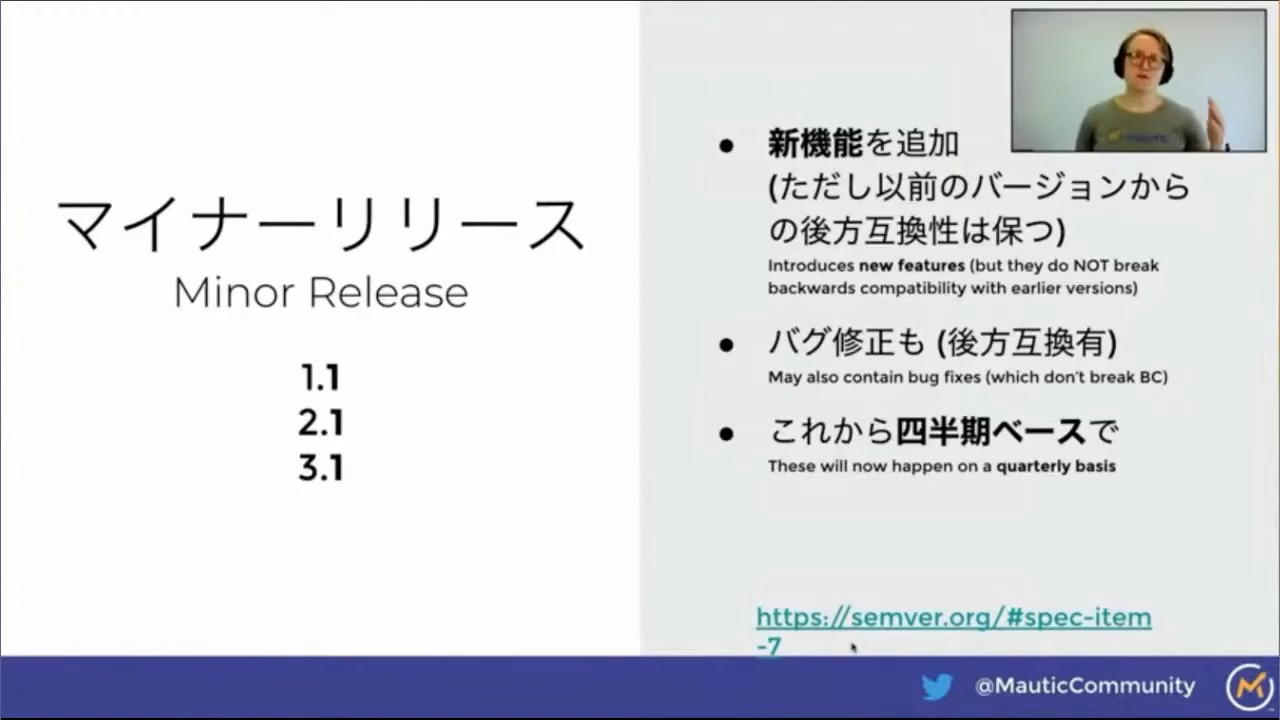 マイナーリリース
Minor Release
1.1
2.1
3.1
● 新機能を追加
(ただし以前のバージョンから
の後方互換性は保つ)
Introduces new features (but they do NOT break
backwards compatibility with earlier versions)
● バグ修正も (後方互換有)
May also contain bug fixes (which don't break BC)
● これから四半期ベースで
These will now happen on a quarterly basis
https://semver.org/#spec-item
-7
@MauticCommunity